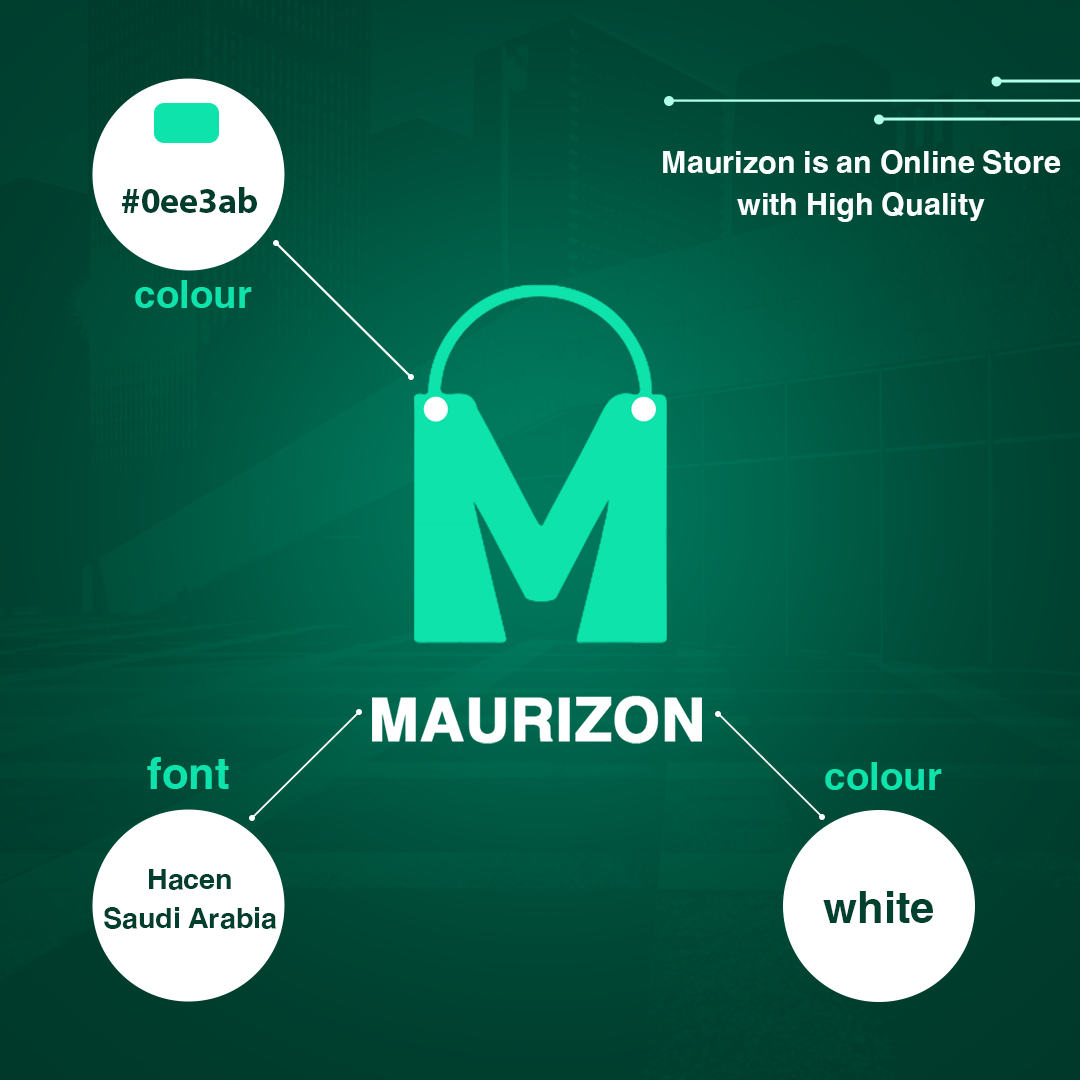 #0ee3ab
colour
Maurizon is an Online Store
with High Quality
M
MAURIZON
font
Hacen
Saudi Arabia
colour
white